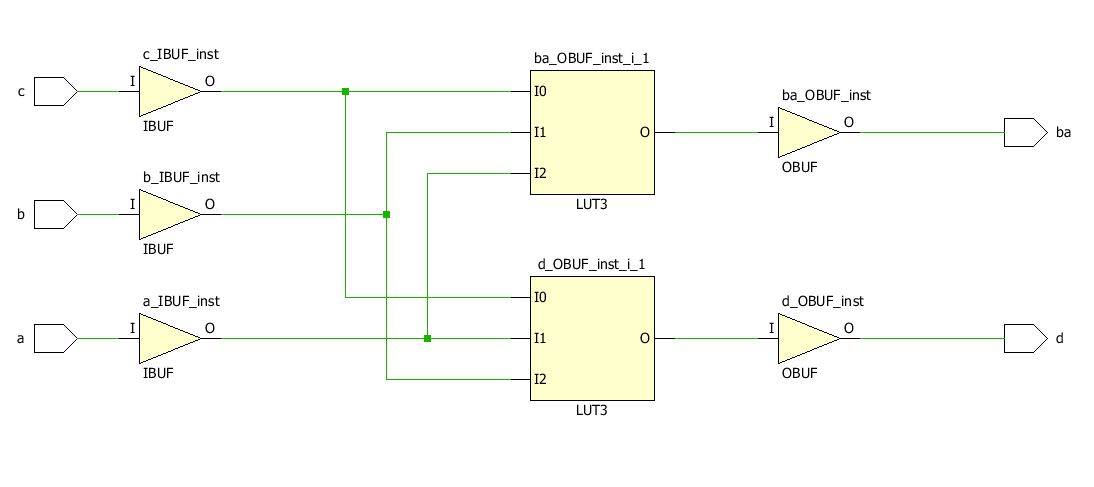 c_IBUF_inst
c
I
O
IBUF
ba_OBUF_inst_i_1
I0
I1
I2
O
LUT3
ba_OBUF_inst
I
O
OBUF
ba
b_IBUF_inst
b
I
O
IBUF
a_IBUF_inst
a
I
O
IBUF
d_OBUF_inst_i_1
I0
I1
I2
O
LUT3
d_OBUF_inst
I
O
OBUF
d